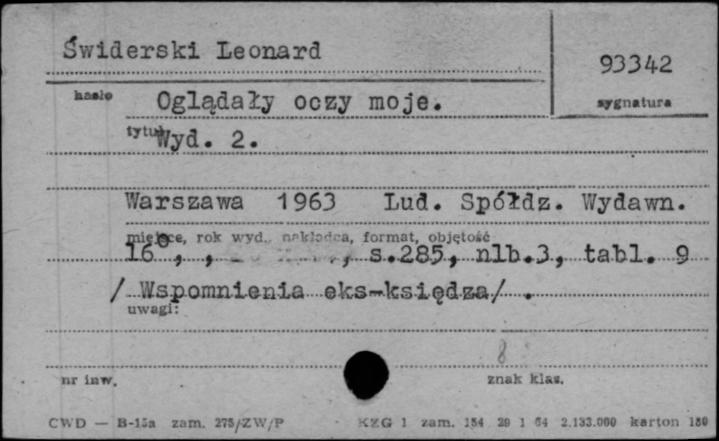 Świderski Leonard
93342
hasło
sygnatura
Oglądały oczy moje.
tytuł
Wyd. 2.
Warszawa 1963 Lud. Spółdz. Wydawn.
miejsce, rok wyd., nakładca, format, objętość
16°, , , s.285, nlb.3, tabl. 9
/ Wspomnienia eks-księdza/ .
uwagi:
8
nr inw.
znak klas.
CWD — B-15a zam. 275/ZW/P
KZG 1 zam. 154 29 1 64 2.133.000 karton 180